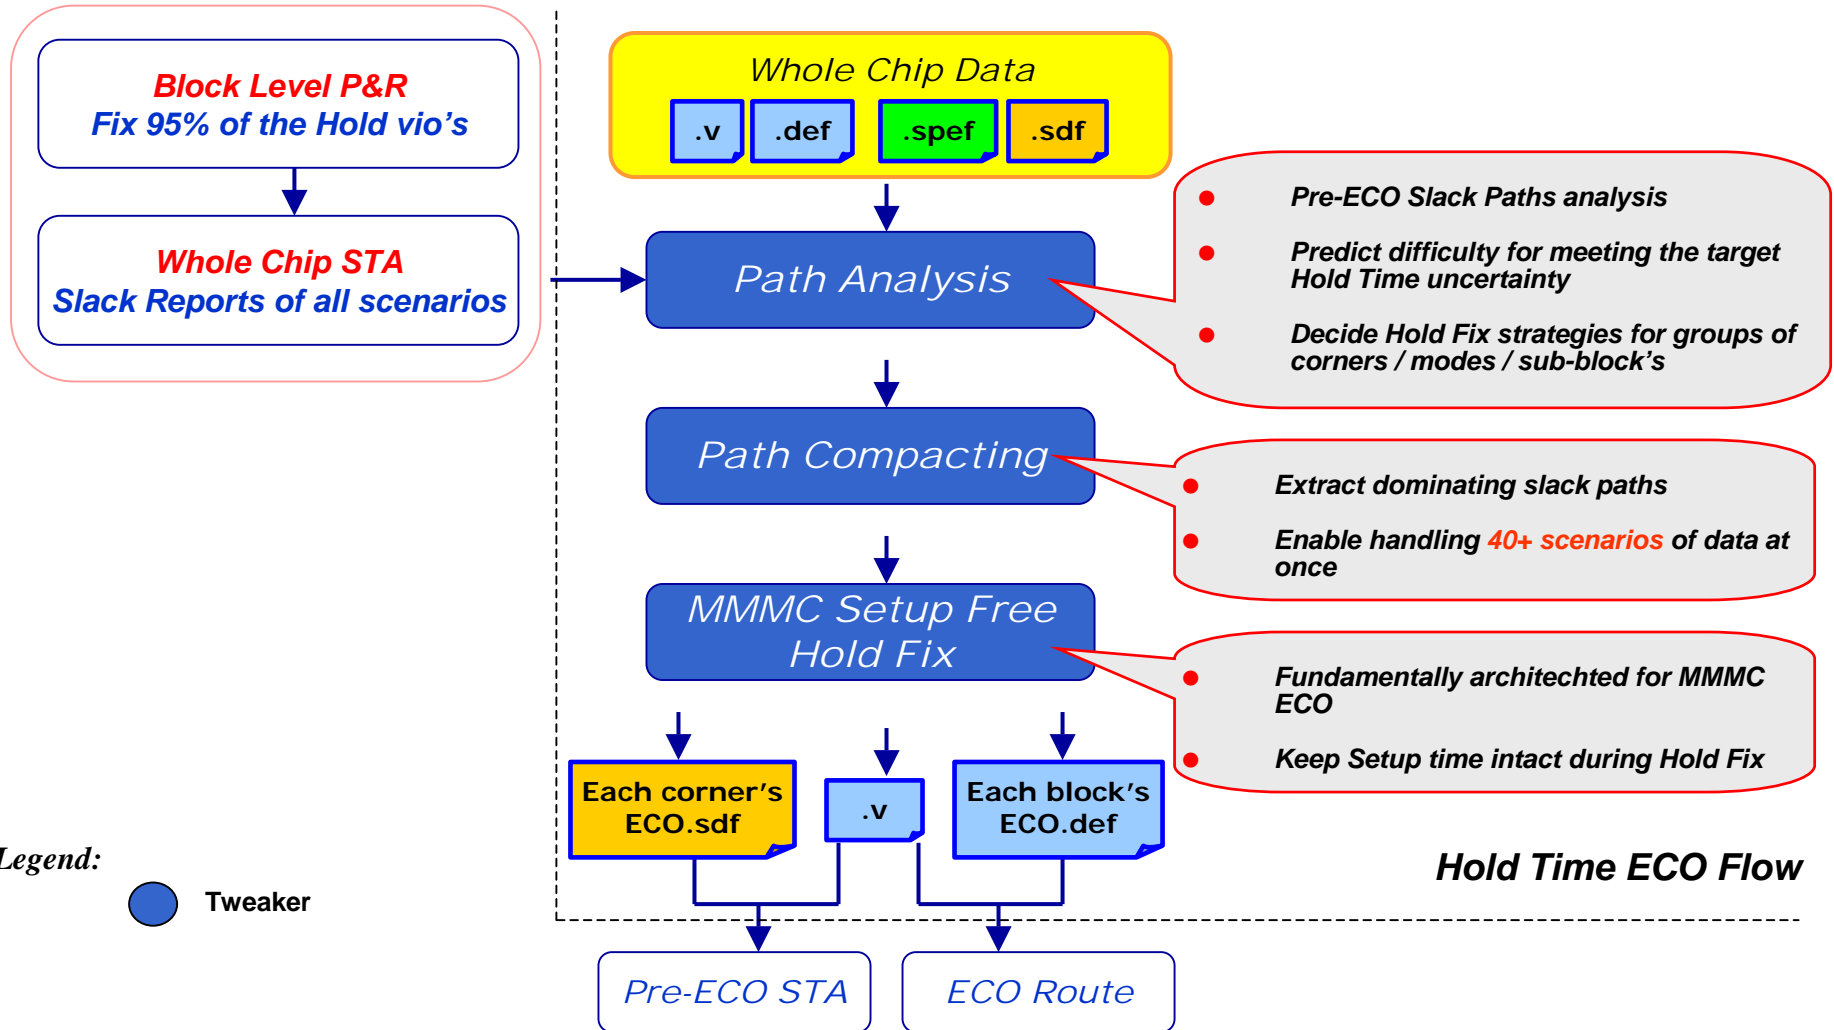 Block Level P&R
Fix 95% of the Hold vio's
Whole Chip STA
Slack Reports of all scenarios
Whole Chip Data
.v
.def
.spef
.sdf
Path Analysis
Pre-ECO Slack Paths analysis
Predict difficulty for meeting the target
Hold Time uncertainty
Decide Hold Fix strategies for groups of
corners / modes / sub-block's
Path Compacting
Extract dominating slack paths
Enable handling 40+ scenarios of data at
once
MMMC Setup Free
Hold Fix
Fundamentally architechted for MMMC
ECO
Keep Setup time intact during Hold Fix
Each corner's
ECO.sdf
.v
Each block's
ECO.def
Hold Time ECO Flow
Legend:
Tweaker
Pre-ECO STA
ECO Route